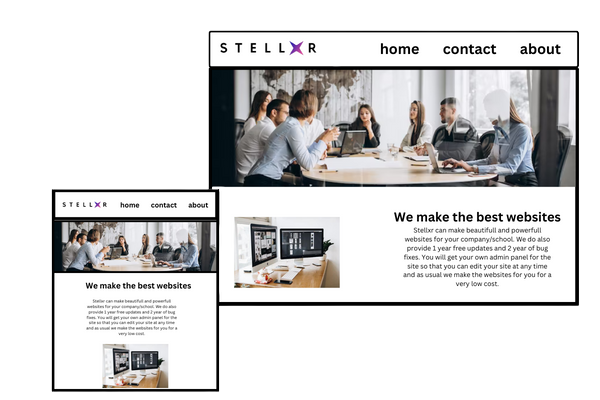 STELLXR
home contact about
We make the best websites
Stellxr can make beautifull and powerfull
websites for your company/school. We do also
provide 1 year free updates and 2 year of bug
fixes. You will get your own admin panel for the
site so that you can edit your site at any time
and as usual we make the websites for you for a
very low cost.
STELLXR
home contact about
We make the best websites
Stellxr can make beautifull and powerfull
websites for your company/school. We do also
provide 1 year free updates and 2 year of bug
fixes. You will get your own admin panel for the
site so that you can edit your site at any time
and as usual we make the websites for you for a
very low cost.